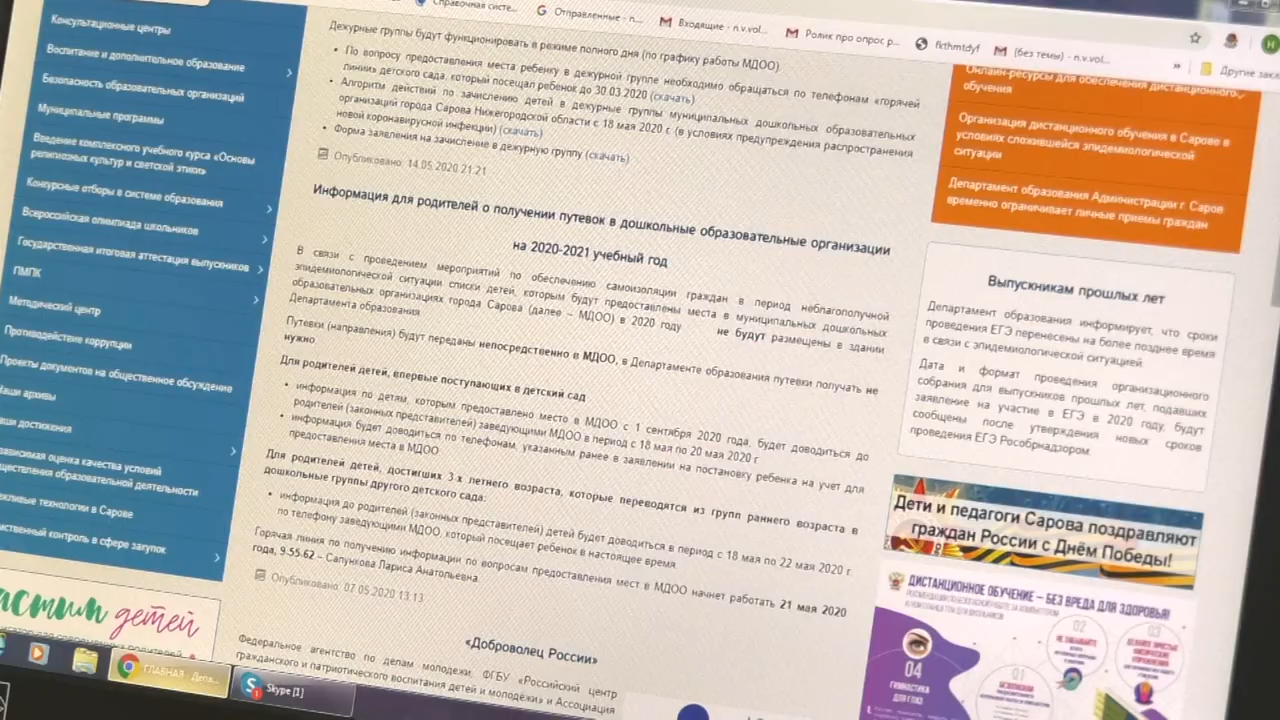 Справочная систе...
Отправленные - n...
Входящие - n.v.vol...
Ролик про опрос р...
fkthmtdyf
(без темы) - n.v.vol...
»
Другие закл
Консультационные центры
Воспитание и дополнительное образование
Безопасность образовательных организаций
Муниципальные программы
Введение комплексного учебного курса «Основы
религиозных культур и светской этики»
Конкурсные отборы в системе образования
Всероссийская олимпиада школьников
Государственная итоговая аттестация выпускников
ПМПК
Методический центр
Противодействие коррупции
Проекты документов на общественное обсуждение
Наши архивы
достижения
оценка качества условий
образовательной деятельности
технологии в Сарове
контроль в сфере закупок
детей
Дежурные группы будут функционировать в режиме полного дня (по графику работы МДОО).
• По вопросу предоставления места ребенку в дежурной группе необходимо обращаться по телефонам «горячей
линии» детского сада, который посещал ребенок до 30.03.2020 (скачать)
• Алгоритм действий по зачислению детей в дежурные группы муниципальных дошкольных образовательных
организаций города Сарова Нижегородской области с 18 мая 2020 г. (в условиях предупреждения распространения
новой коронавирусной инфекции) (скачать)
• Форма заявления на зачисление в дежурную группу (скачать)
Опубликовано: 14.05.2020 21:21
Информация для родителей о получении путевок в дошкольные образовательные организации
на 2020-2021 учебный год
В связи с проведением мероприятий по обеспечению самоизоляции граждан в период неблагополучной
эпидемиологической ситуации списки детей, которым будут предоставлены места в муниципальных дошкольных
образовательных организациях города Сарова (далее – МДОО) в 2020 году не будут размещены в здании
Департамента образования.
Путевки (направления) будут переданы непосредственно в МДОО, в Департаменте образования путевки получать не
нужно.
Для родителей детей, впервые поступающих в детский сад
• информация по детям, которым предоставлено место в МДОО с 1 сентября 2020 года, будет доводиться до
родителей (законных представителей) заведующими МДОО в период с 18 мая по 20 мая 2020 г.
• информация будет доводиться по телефонам, указанным ранее в заявлении на постановку ребенка на учет для
предоставления места в МДОО.
Для родителей детей, достигших 3-х летнего возраста, которые переводятся из групп раннего возраста в
дошкольные группы другого детского сада:
• информация до родителей (законных представителей) детей будет доводиться в период с 18 мая по 22 мая 2020 г.
по телефону заведующими МДОО, который посещает ребенок в настоящее время.
Горячая линия по получению информации по вопросам предоставления мест в МДОО начнет работать 21 мая 2020
года, 9.55.62 – Сапункова Лариса Анатольевна.
Опубликовано: 07.05.2020 13:13
«Доброволец России»
Федеральное агентство по делам молодежи, ФГБУ «Российский центр
гражданского и патриотического воспитания детей и молодёжи» и Ассоциация
Онлайн-ресурсы для обеспечения дистанционного
обучения
Организация дистанционного обучения в Сарове в
условиях сложившейся эпидемиологической
ситуации
Департамент образования Администрации г. Саров
временно ограничивает личные приемы граждан
Выпускникам прошлых лет
Департамент образования информирует, что сроки
проведения ЕГЭ перенесены на более позднее время
в связи с эпидемиологической ситуацией.
Дата и формат проведения организационного
собрания для выпускников прошлых лет, подавших
заявление на участие в ЕГЭ в 2020 году, будут
сообщены после утверждения новых сроков
проведения ЕГЭ Рособрнадзором.
Дети и педагоги Сарова поздравляют
граждан России с Днём Победы!
ДИСТАНЦИОННОЕ ОБУЧЕНИЕ – БЕЗ ВРЕДА ДЛЯ ЗДОРОВЬЯ!
02
03
НЕ ЗАБЫВАЙТЕ
04
ГИМНАСТИКА
ДЛЯ ГЛАЗ
01
ГЛАВНАЯ - Депа...
Skype [1]